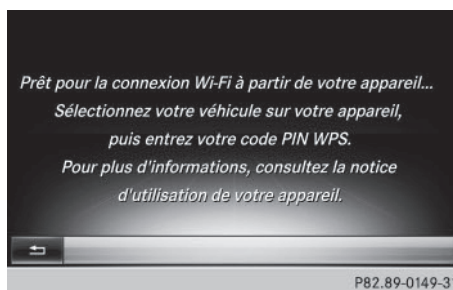 Prêt pour la connexion Wi-Fi à partir de votre appareil...
Sélectionnez votre véhicule sur votre appareil,
puis entrez votre code PIN WPS.
Pour plus d'informations, consultez la notice
d'utilisation de votre appareil.
P82.89-0149-31